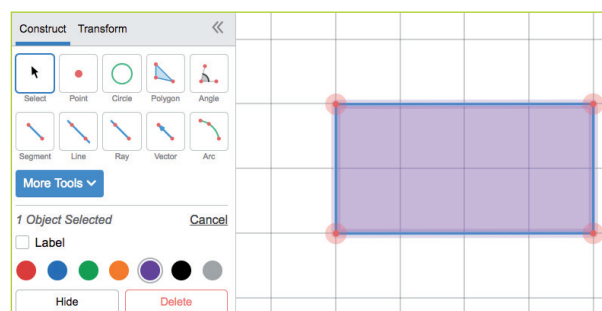 Construct Transform
Select Point Circle Polygon Angle
Segment Line Ray Vector Arc
More Tools
1 Object Selected Cancel
Label
Hide Delete